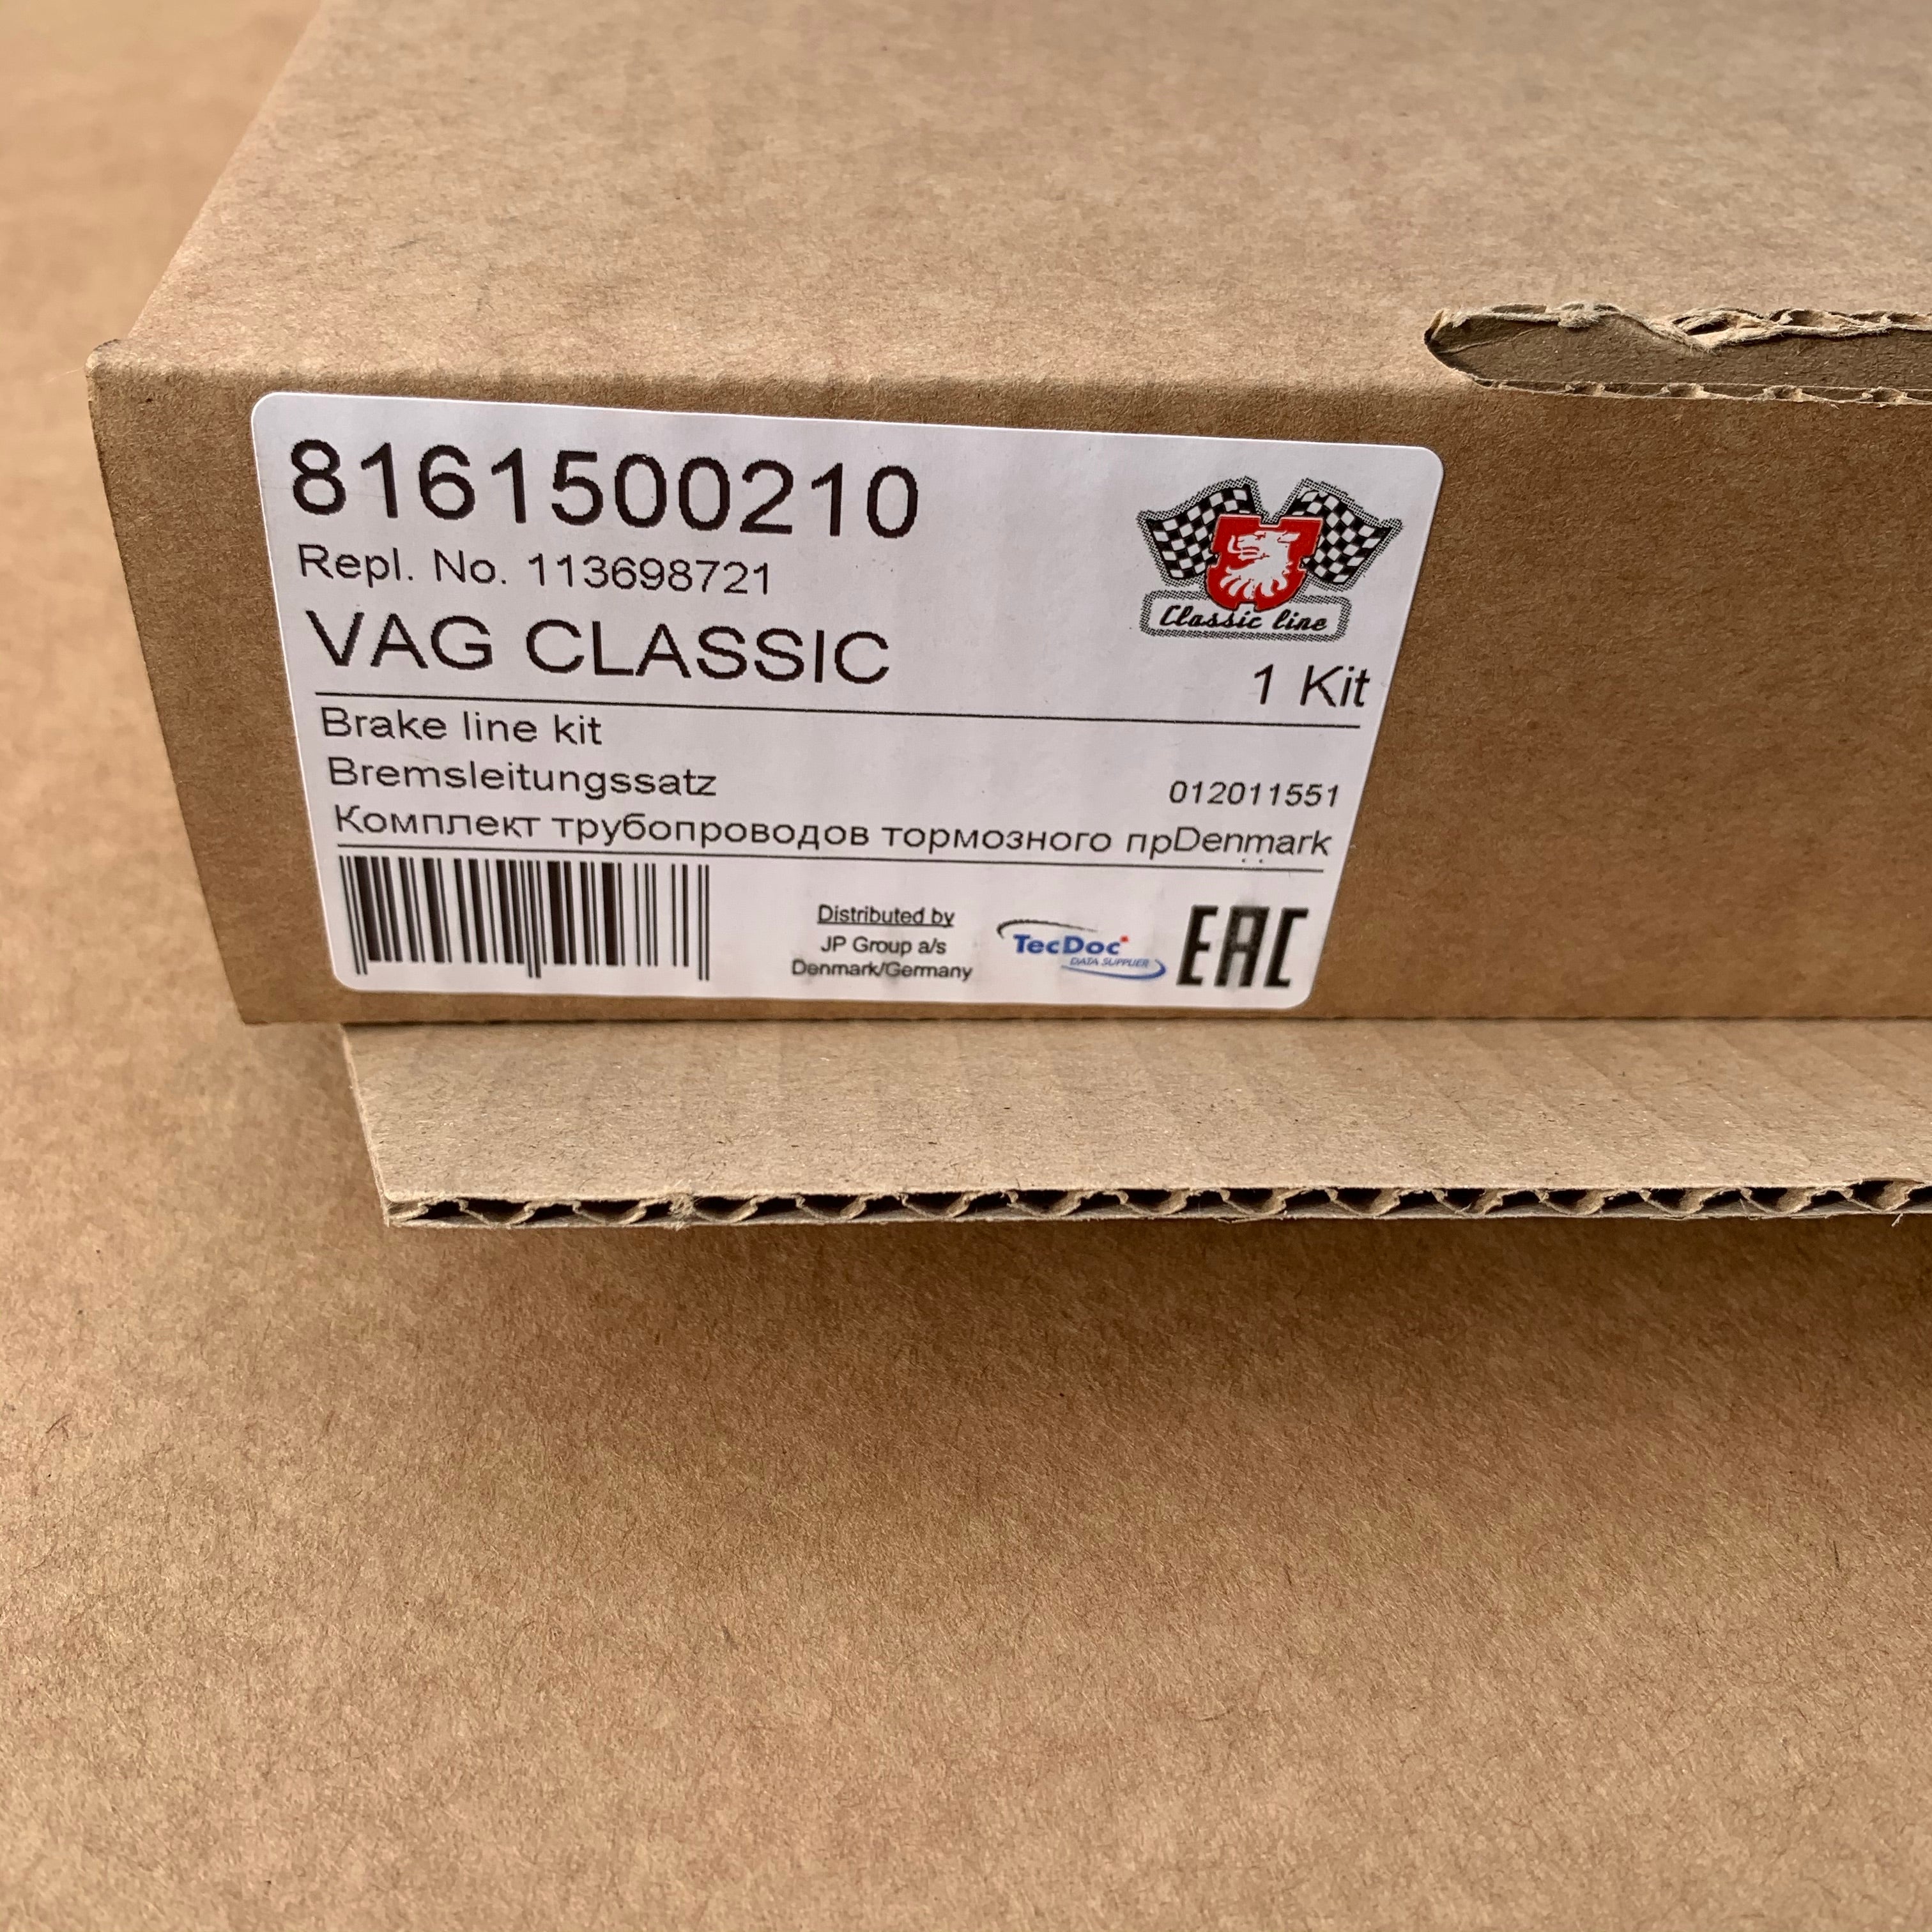 8161500210
Repl. No. 113698721
VAG CLASSIC
Classic line
1 Kit
Brake line kit
Bremsleitungssatz
012011551
Комплект трубопроводов тормозного прDenmark
Distributed by
JP Group a/s
Denmark/Germany
TecDoc
DATA SUPPLIER
EAC